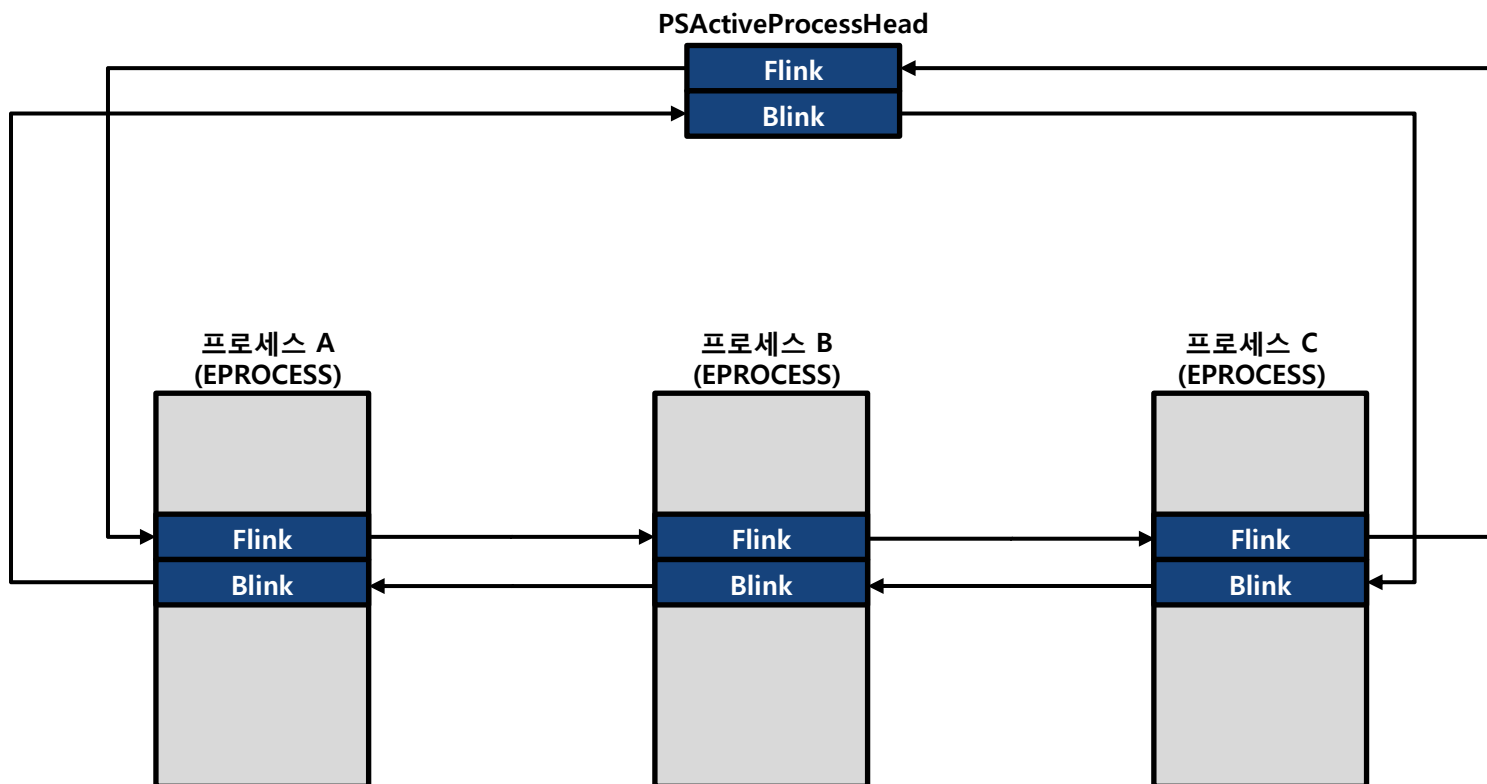 PSActiveProcessHead
Flink
Blink
프로세스 A
(EPROCESS)
프로세스 B
(EPROCESS)
프로세스 C
(EPROCESS)
Flink
Flink
Flink
Blink
Blink
Blink